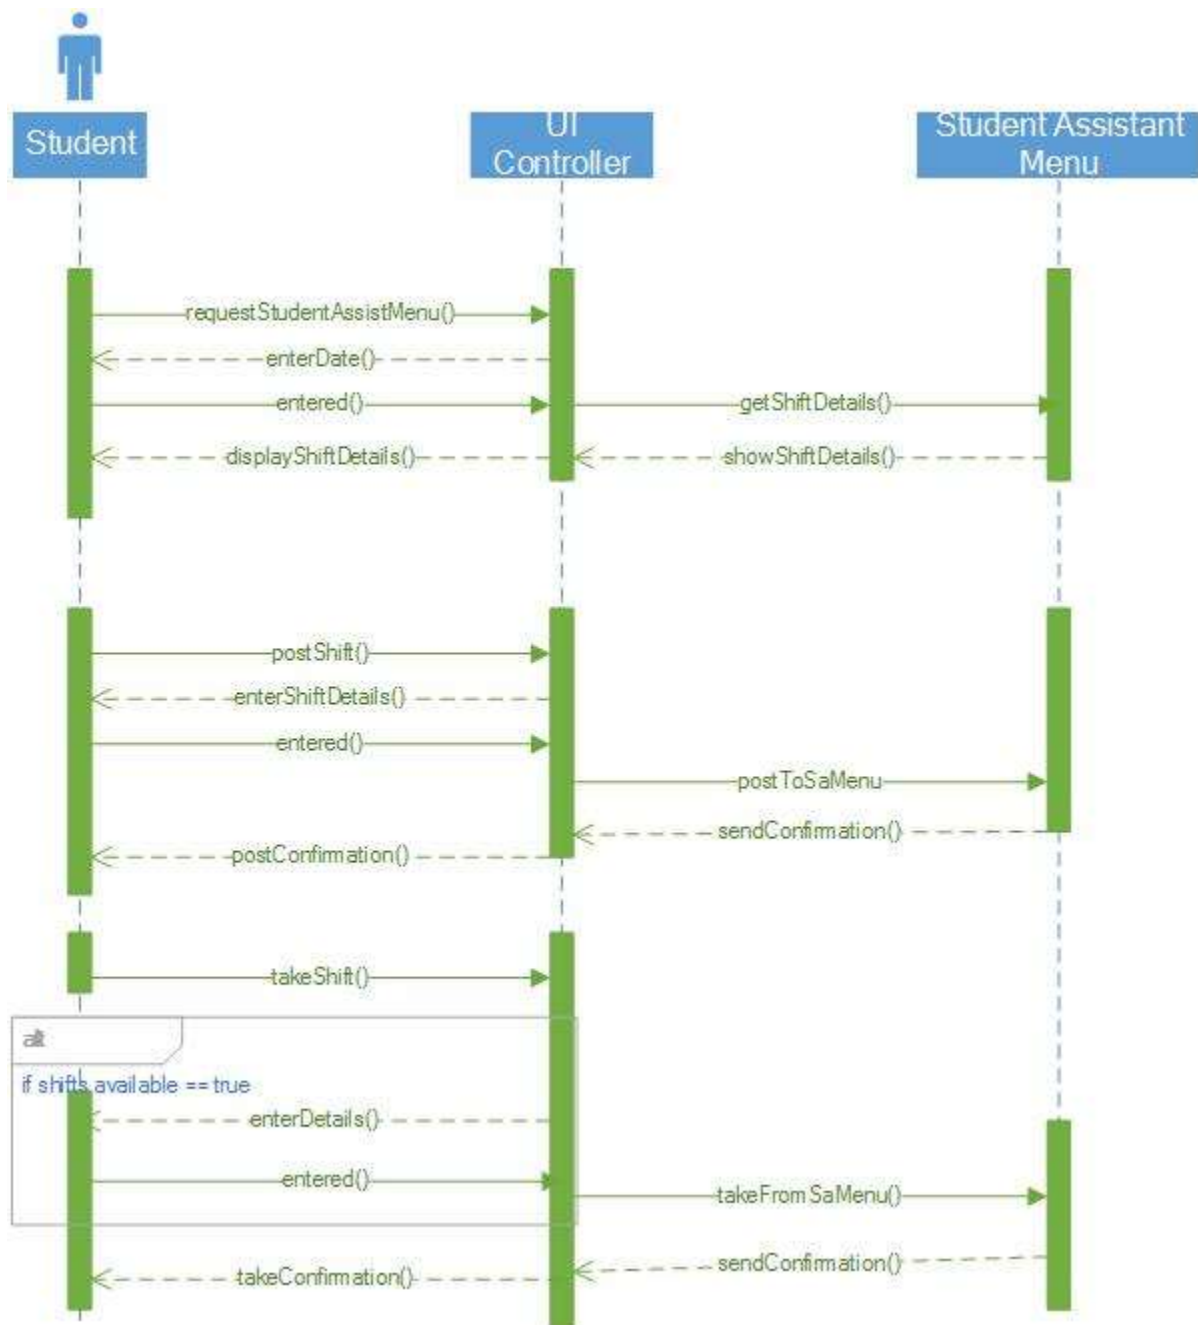 Student
UI
Controller
Student Assistant
Menu
requestStudentAssistMenu()
enterDate()
entered()
getShiftDetails()
displayShiftDetails()
showShiftDetails()
postShift()
enterShiftDetails()
entered()
postToSaMenu
sendConfirmation()
postConfirmation()
takeShift()
alt
if shifts available == true
enterDetails()
entered()
takeFromSaMenu()
sendConfirmation()
takeConfirmation()